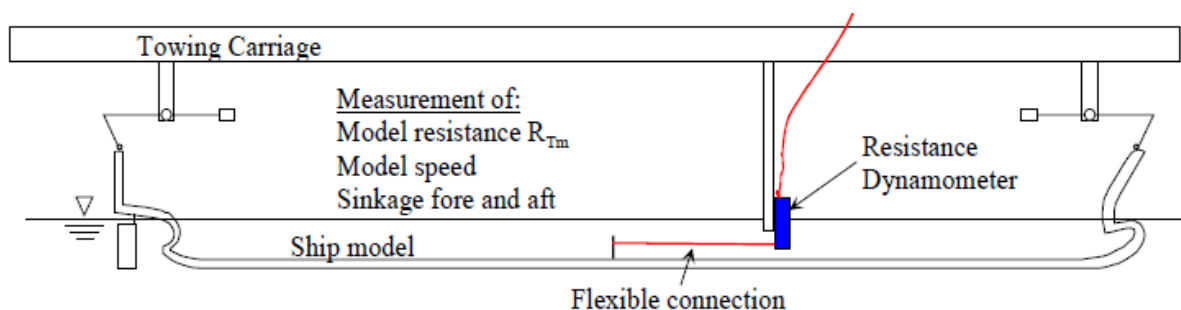 Towing Carriage
Measurement of:
Model resistance R_Tm
Model speed
Sinkage fore and aft
Resistance
Dynamometer
Ship model
Flexible connection